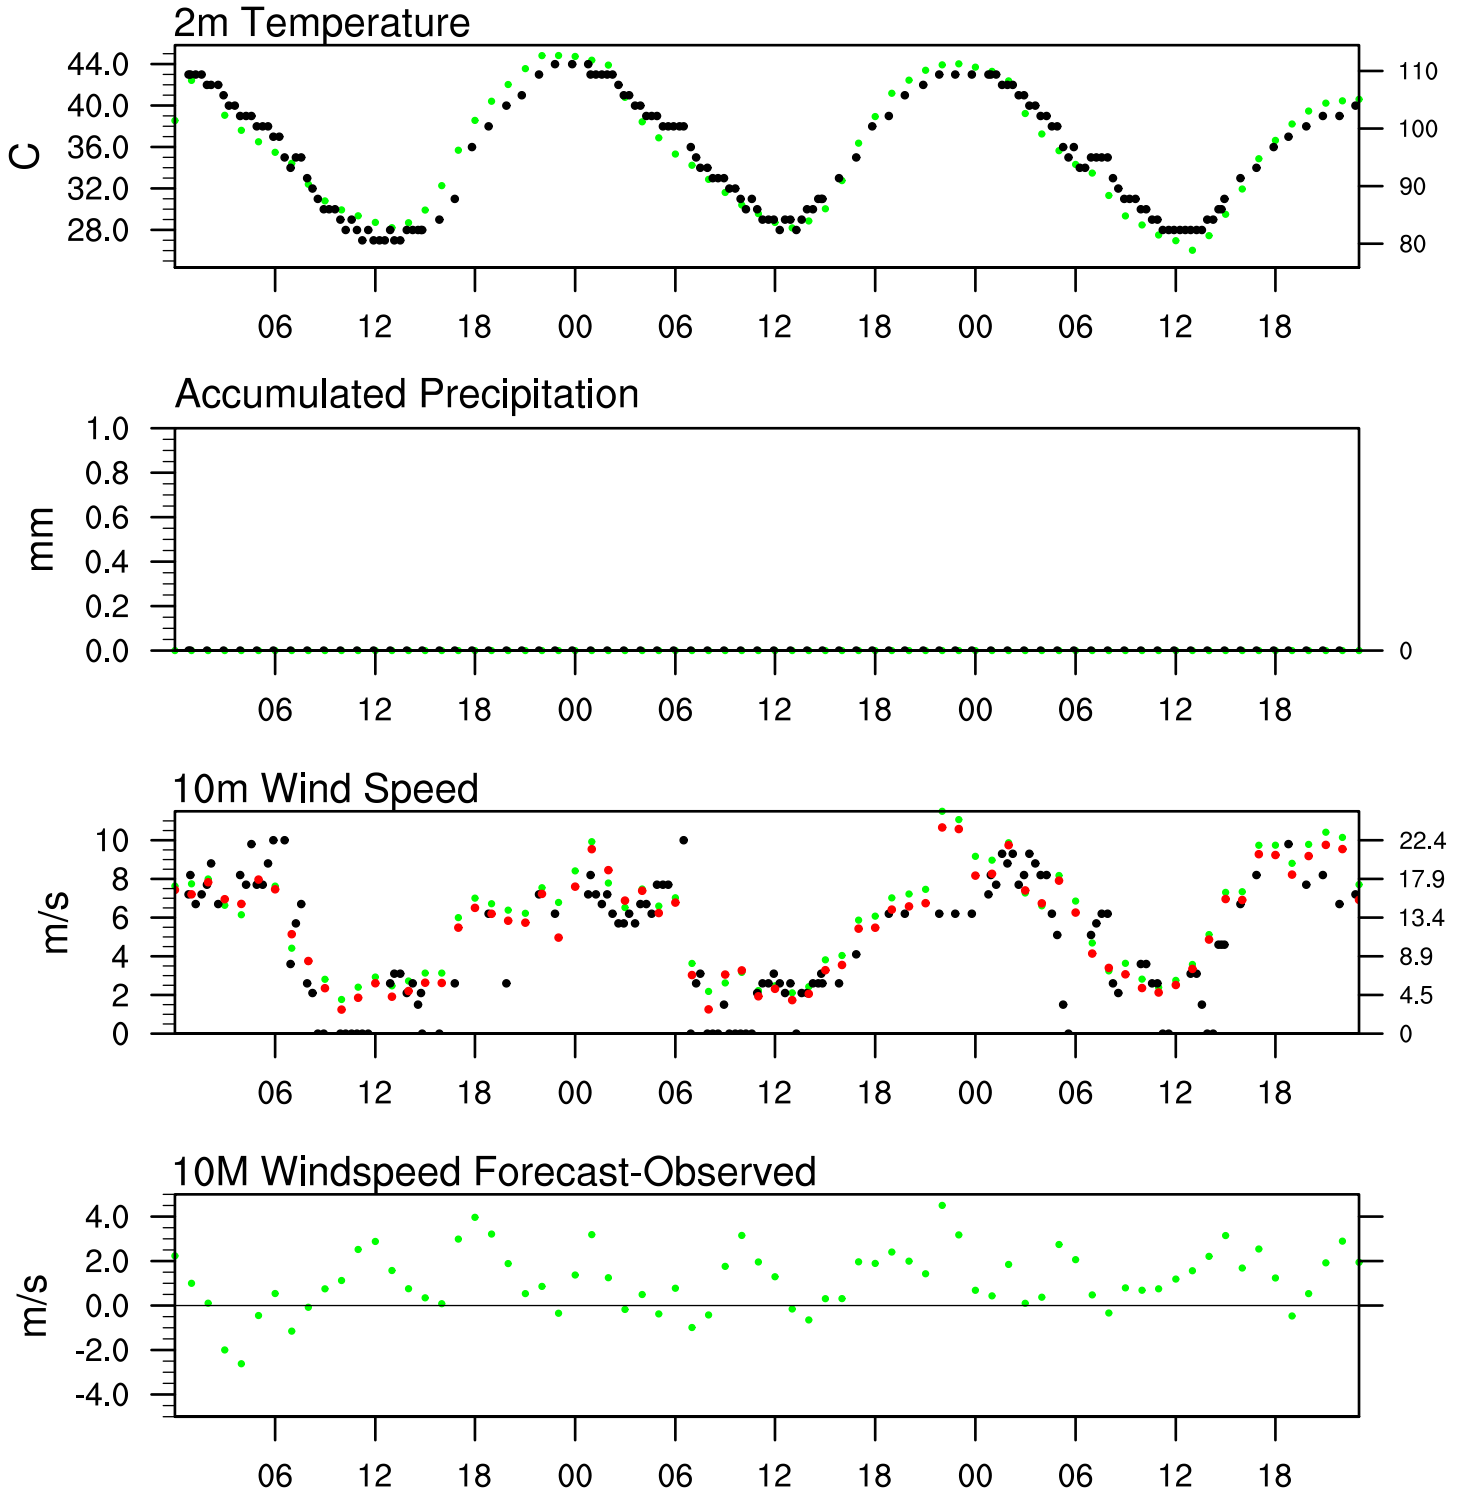 2m Temperature
C
44.0
40.0
36.0
32.0
28.0
110
100
90
80
06 12 18 00 06 12 18 00 06 12 18
Accumulated Precipitation
mm
1.0
0.8
0.6
0.4
0.2
0.0
0
06 12 18 00 06 12 18 00 06 12 18
10m Wind Speed
m/s
10
8
6
4
2
0
22.4
17.9
13.4
8.9
4.5
0
06 12 18 00 06 12 18 00 06 12 18
10M Windspeed Forecast-Observed
m/s
4.0
2.0
0.0
-2.0
-4.0
06 12 18 00 06 12 18 00 06 12 18